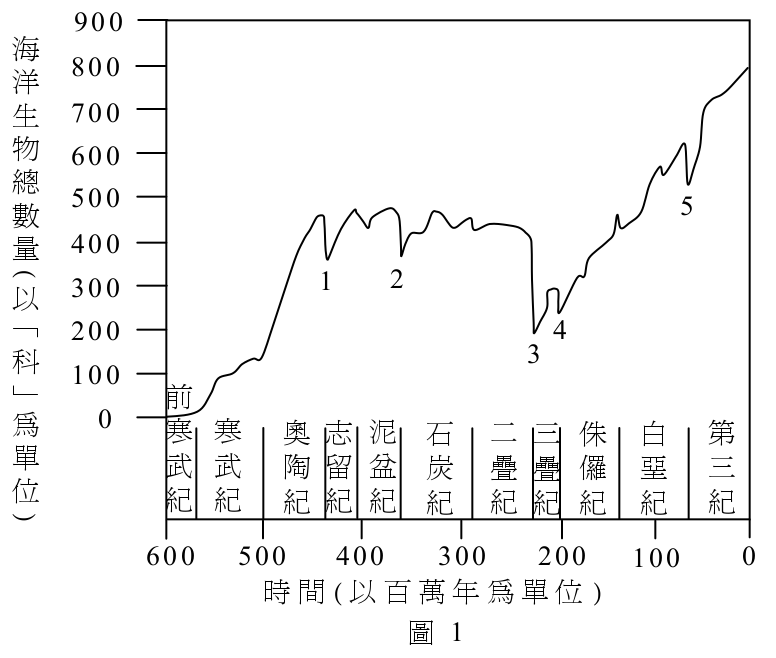 海洋生物總數量(以「科」為單位)
900
800
700
600
500
400
300
200
100
0
1
2
3
4
5
前寒武紀
寒武紀
奧陶紀
志留紀
泥盆紀
石炭紀
二疊紀
三疊紀
侏儸紀
白堊紀
第三紀
600 500 400 300 200 100 0
時間(以百萬年為單位)
圖 1